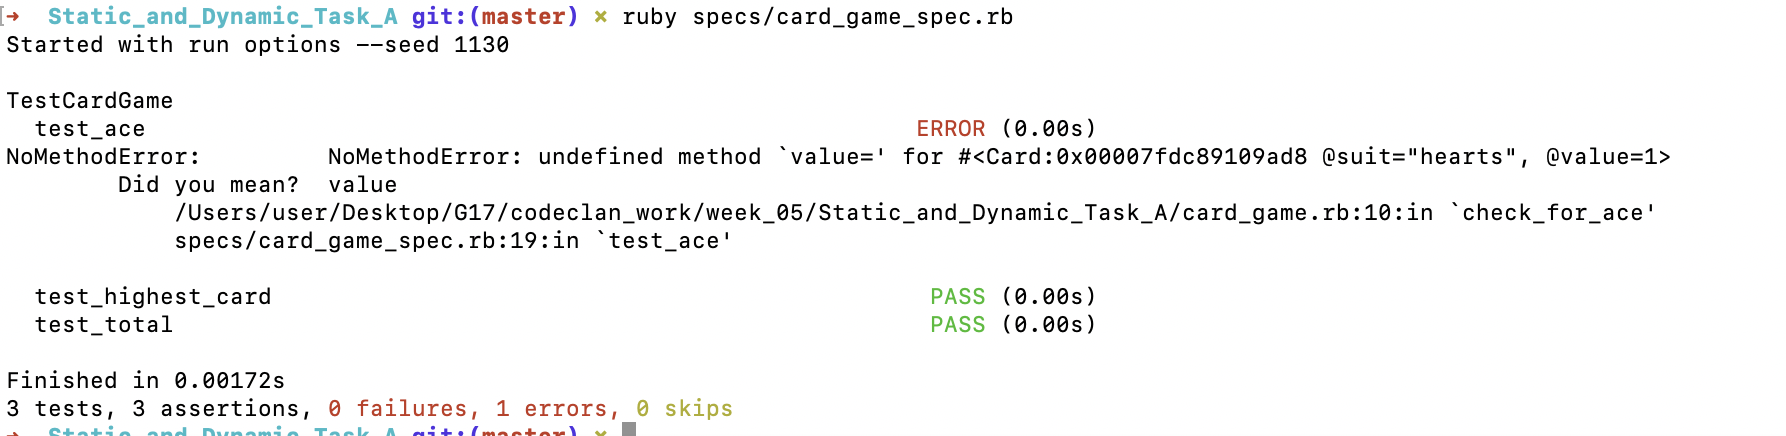 [→ Static_and_Dynamic_Task_A git:(master) × ruby specs/card_game_spec.rb
Started with run options --seed 1130
TestCardGame
test_ace ERROR (0.00s)
NoMethodError: NoMethodError: undefined method `value=' for #<Card:0x00007fdc89109ad8 @suit="hearts", @value=1>
Did you mean? value
/Users/user/Desktop/G17/codeclan_work/week_05/Static_and_Dynamic_Task_A/card_game.rb:10:in `check_for_ace'
specs/card_game_spec.rb:19:in `test_ace'
test_highest_card PASS (0.00s)
test_total PASS (0.00s)
Finished in 0.00172s
3 tests, 3 assertions, 0 failures, 1 errors, 0 skips
→ Static_and_Dynamic_Task_A git:(master) ×